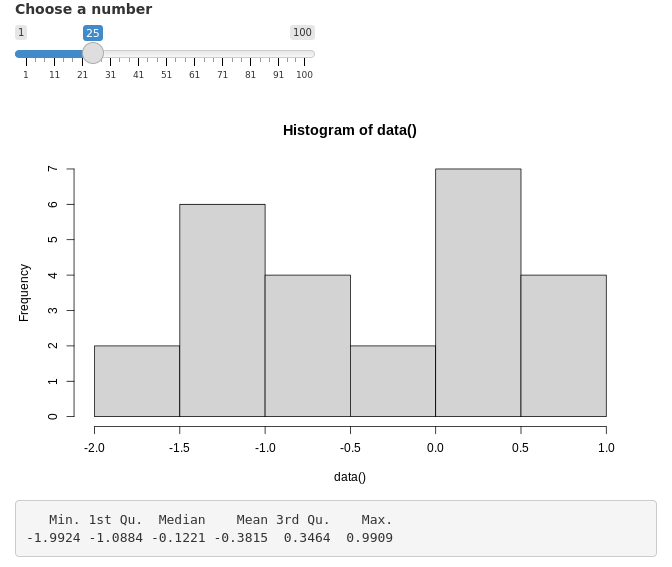 Choose a number
1 25 100
1 11 21 31 41 51 61 71 81 91 100
Histogram of data()
Frequency
7
6
5
4
3
2
1
0
-2.0 -1.5 -1.0 -0.5 0.0 0.5 1.0
data()
Min. 1st Qu. Median Mean 3rd Qu. Max.
-1.9924 -1.0884 -0.1221 -0.3815 0.3464 0.9909